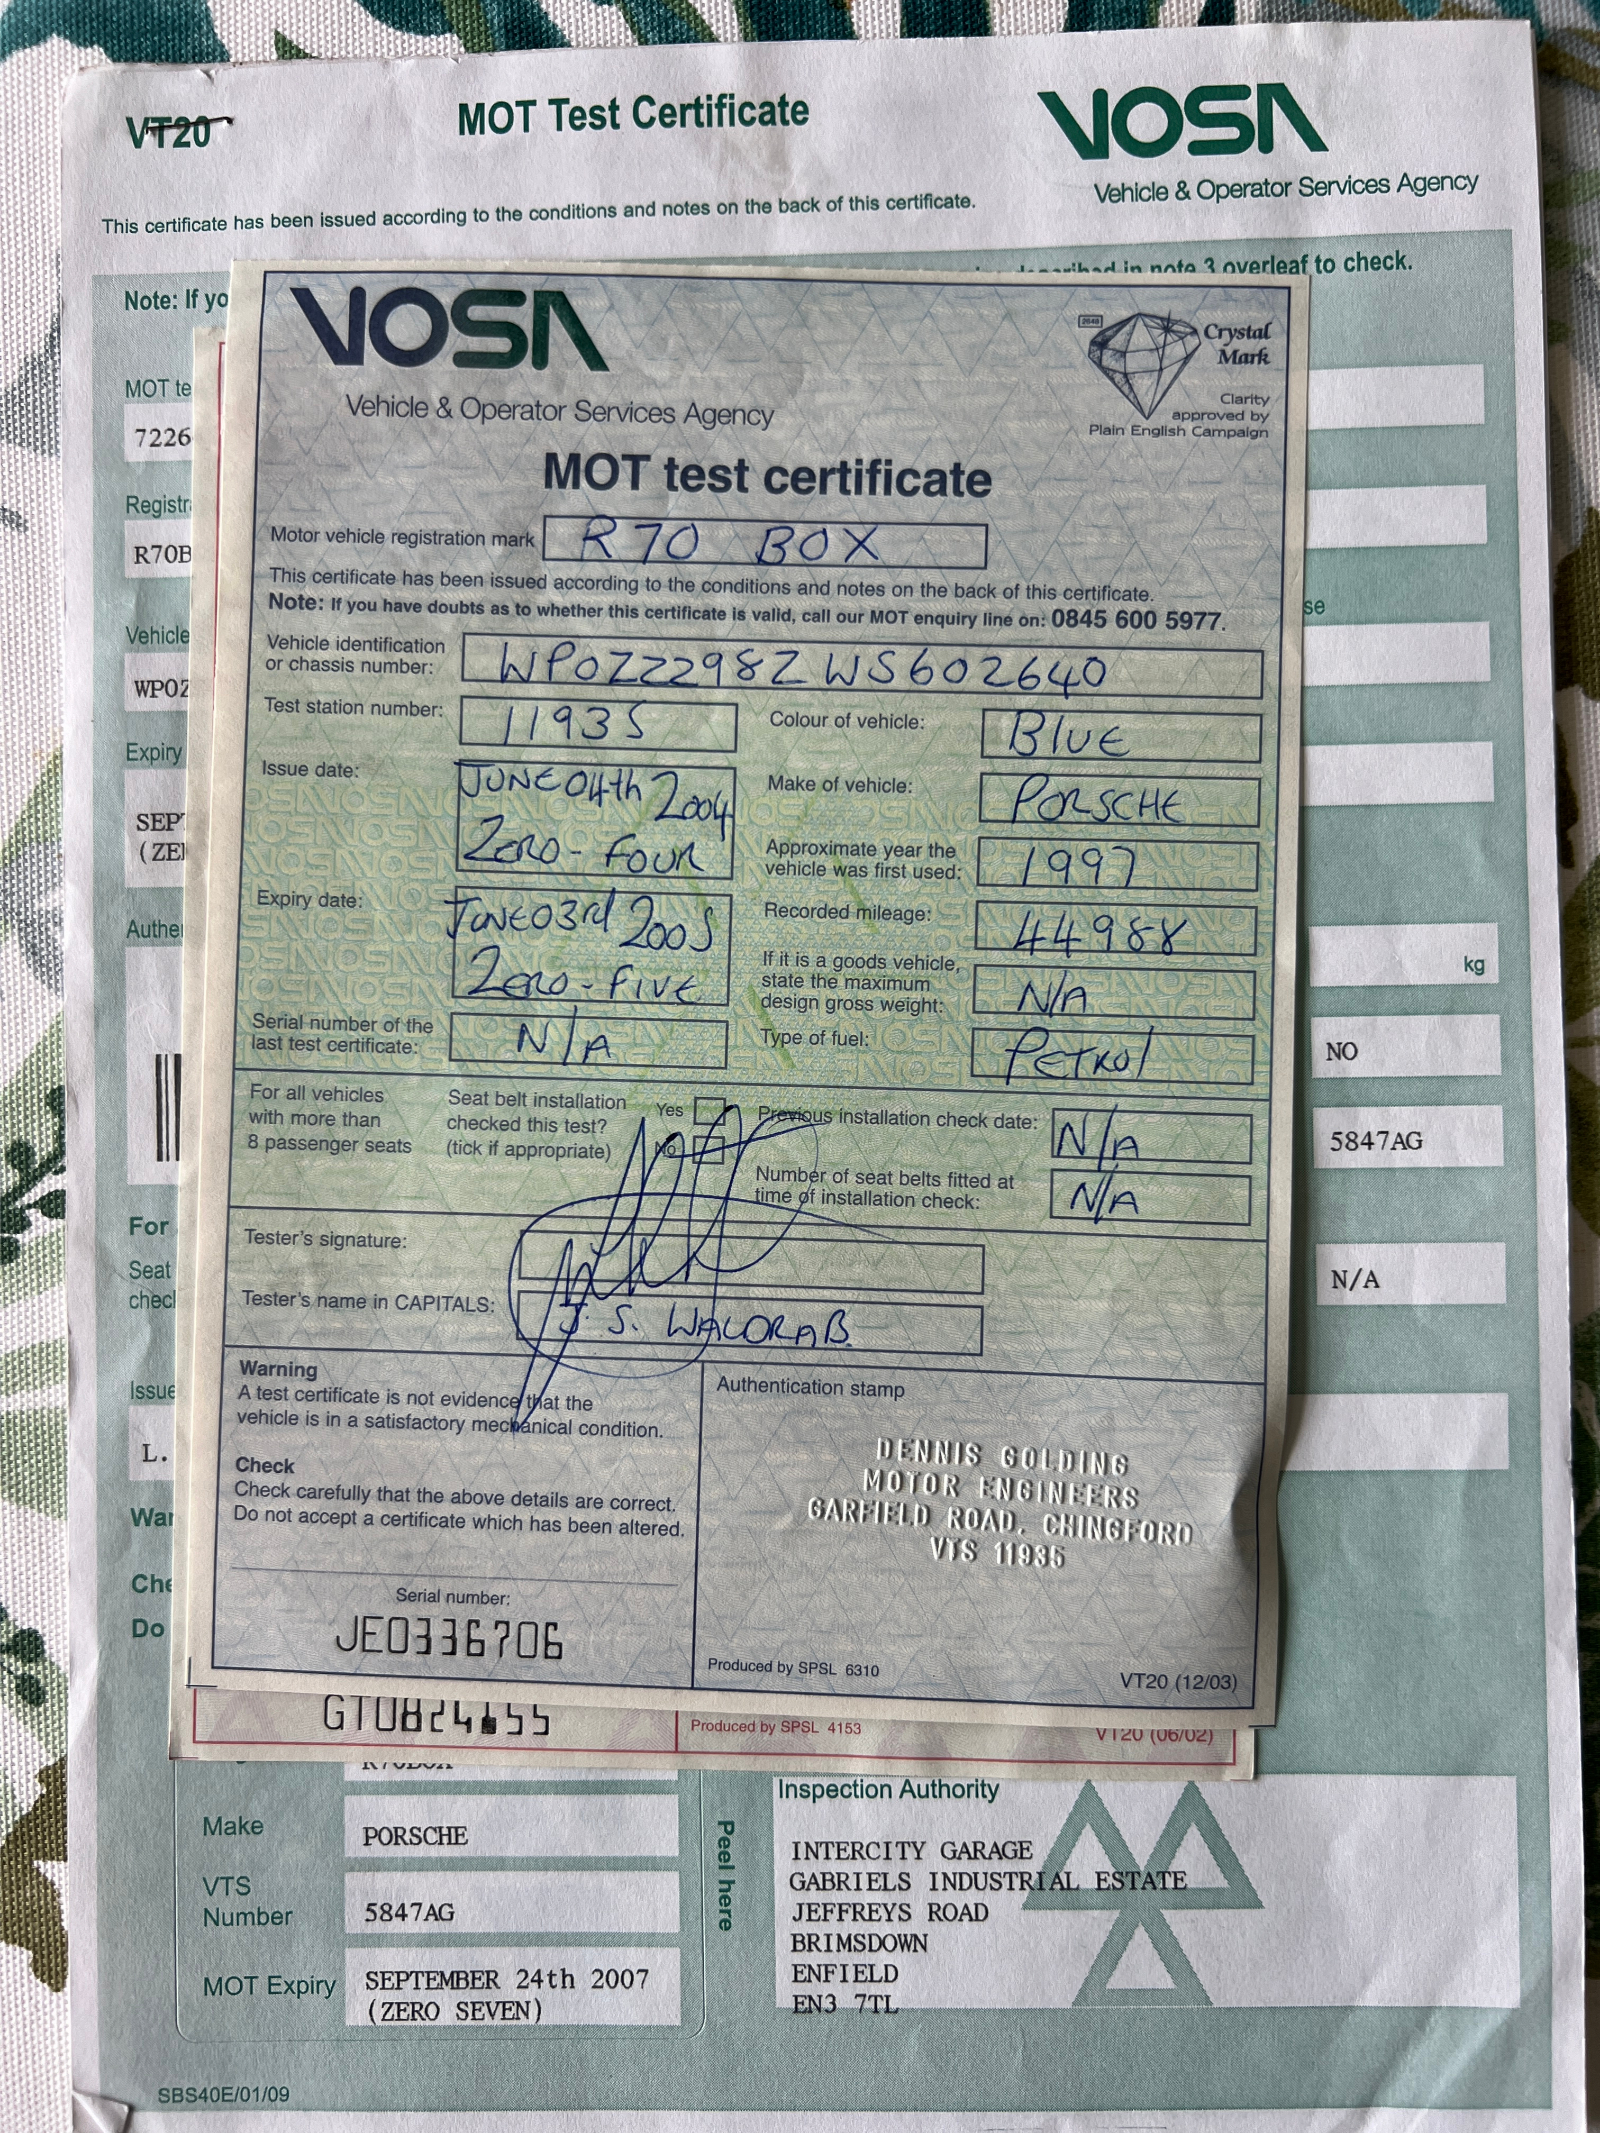 VT20
MOT Test Certificate
VOSA
Vehicle & Operator Services Agency
This certificate has been issued according to the conditions and notes on the back of this certificate.
Note: If yo
in note 3 overleaf to check.
MOT te
7226
Registr
R70B
Vehicle
WP0Z
Expiry
SEP
(ZE
Authe
For
Seat
chec
Issue
L.
War
Che
Do
se
kg
NO
5847AG
N/A
VOSA
Vehicle & Operator Services Agency
2648
Crystal
Mark
Clarity
approved by
Plain English Campaign
MOT test certificate
Motor vehicle registration mark R70 BOX
This certificate has been issued according to the conditions and notes on the back of this certificate.
Note: If you have doubts as to whether this certificate is valid, call our MOT enquiry line on: 0845 600 5977.
Vehicle identification
or chassis number: WP0ZZZ98ZWS602640
Test station number: 11935
Colour of vehicle: BLUE
Issue date: JUNE 04th 2004
ZERO-FOUR
Make of vehicle: PORSCHE
Approximate year the
vehicle was first used: 1997
Expiry date: JUNE 03rd 2005
ZERO-FIVE
Recorded mileage: 44988
If it is a goods vehicle,
state the maximum
design gross weight: N/A
Serial number of the
last test certificate: N/A
Type of fuel: PETROL
For all vehicles
with more than
8 passenger seats
Seat belt installation
checked this test?
(tick if appropriate)
Yes
No
Previous installation check date: N/A
Number of seat belts fitted at
time of installation check: N/A
Tester's signature:
Tester's name in CAPITALS: J. S.
Warning
A test certificate is not evidence that the
vehicle is in a satisfactory mechanical condition.
Check
Check carefully that the above details are correct.
Do not accept a certificate which has been altered.
Serial number:
JE0336706
Authentication stamp
DENNIS GOLDING
MOTOR ENGINEERS
GARFIELD ROAD, CHINGFORD
VTS 11935
Produced by SPSL 6310
VT20 (12/03)
Produced by SPSL 4153
VT20 (06/02)
R70BOX
Make PORSCHE
VTS
Number 5847AG
MOT Expiry SEPTEMBER 24th 2007
(ZERO SEVEN)
Peel here
Inspection Authority
INTERCITY GARAGE
GABRIELS INDUSTRIAL ESTATE
JEFFREYS ROAD
BRIMSDOWN
ENFIELD
EN3 7TL
SBS40E/01/09